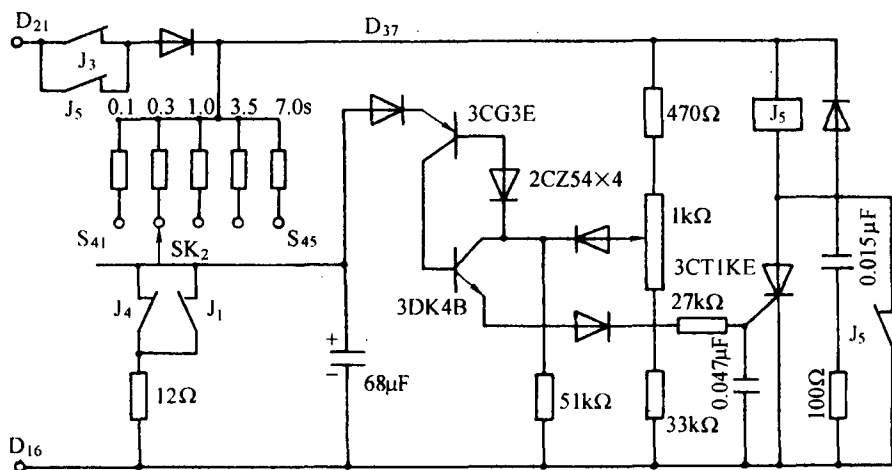 D21
D37
J3
J5
0.1 0.3 1.0 3.5 7.0s
3CG3E
470Ω
J5
2CZ54×4
1kΩ
S41
SK2
S45
3CT1KE
0.015μF
J4
J1
3DK4B
27kΩ
J5
+
−
68μF
0.047μF
12Ω
51kΩ
33kΩ
100Ω
D16